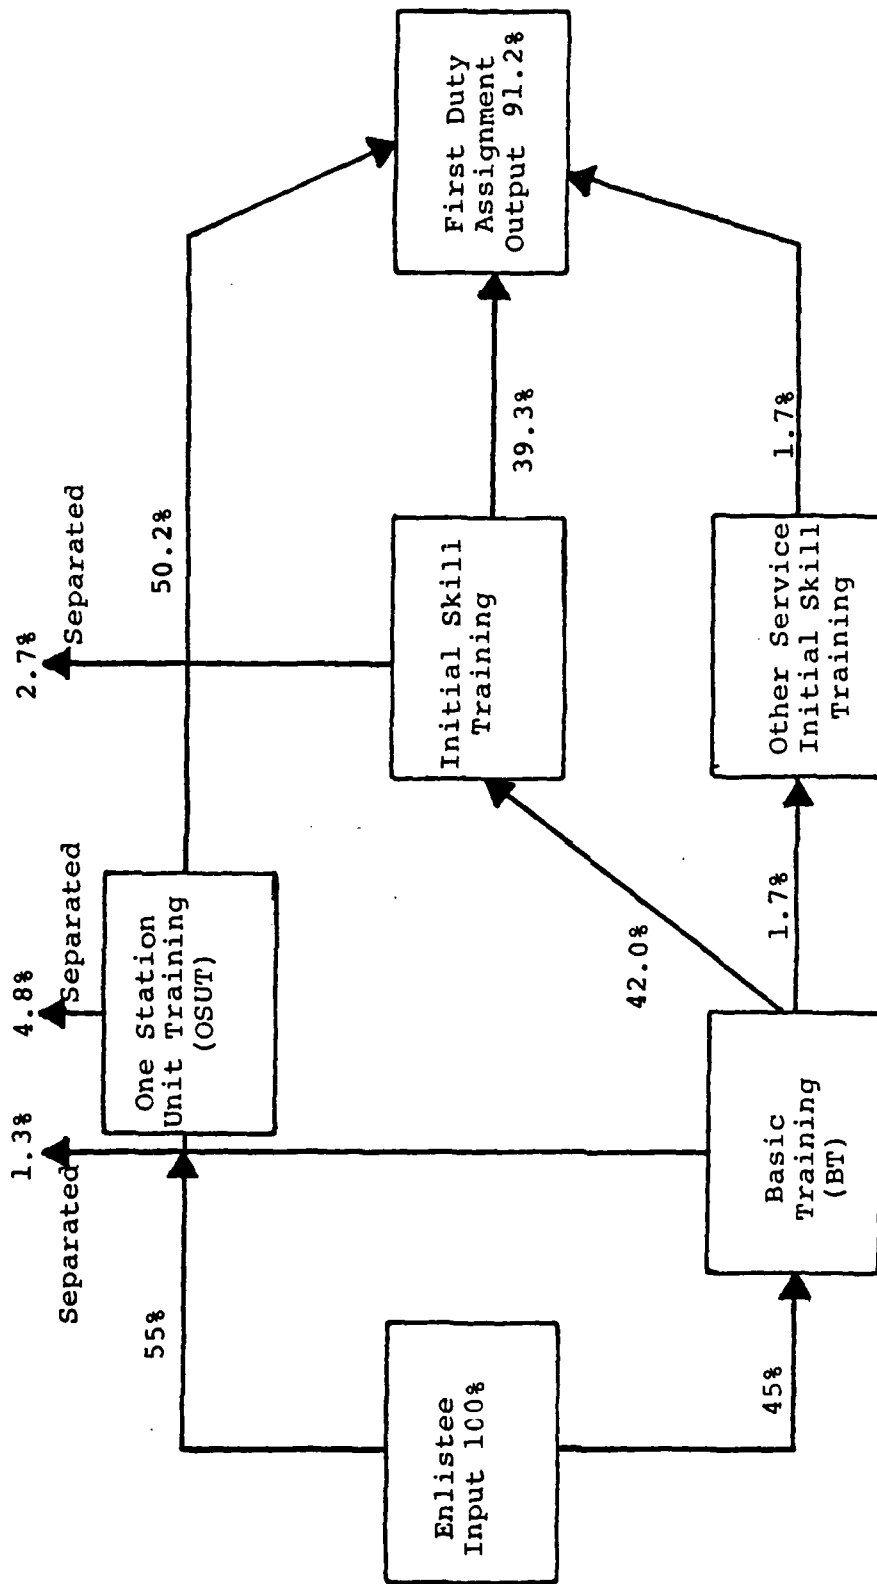 Enlistee
Input 100%
55%
45%
Separated
1.3%
Basic
Training
(BT)
4.8%
Separated
One Station
Unit Training
(OSUT)
42.0%
1.7%
2.7%
Separated
50.2%
Initial Skill
Training
Other Service
Initial Skill
Training
39.3%
1.7%
First Duty
Assignment
Output 91.2%